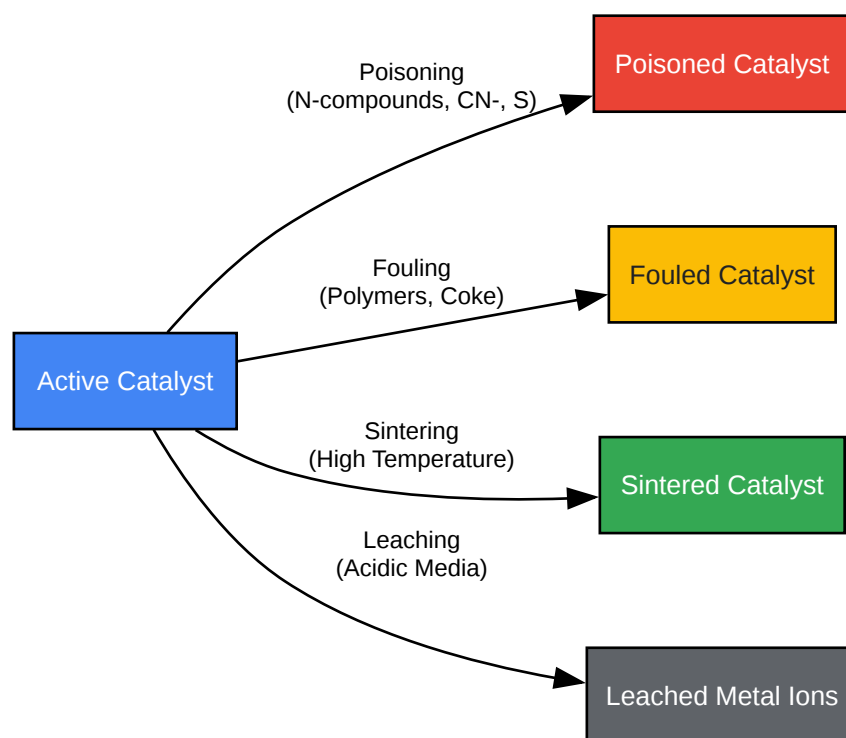 Poisoning
(N-compounds, CN-, S)
Poisoned Catalyst
Fouling
(Polymers, Coke)
Fouled Catalyst
Active Catalyst
Sintering
(High Temperature)
Sintered Catalyst
Leaching
(Acidic Media)
Leached Metal Ions